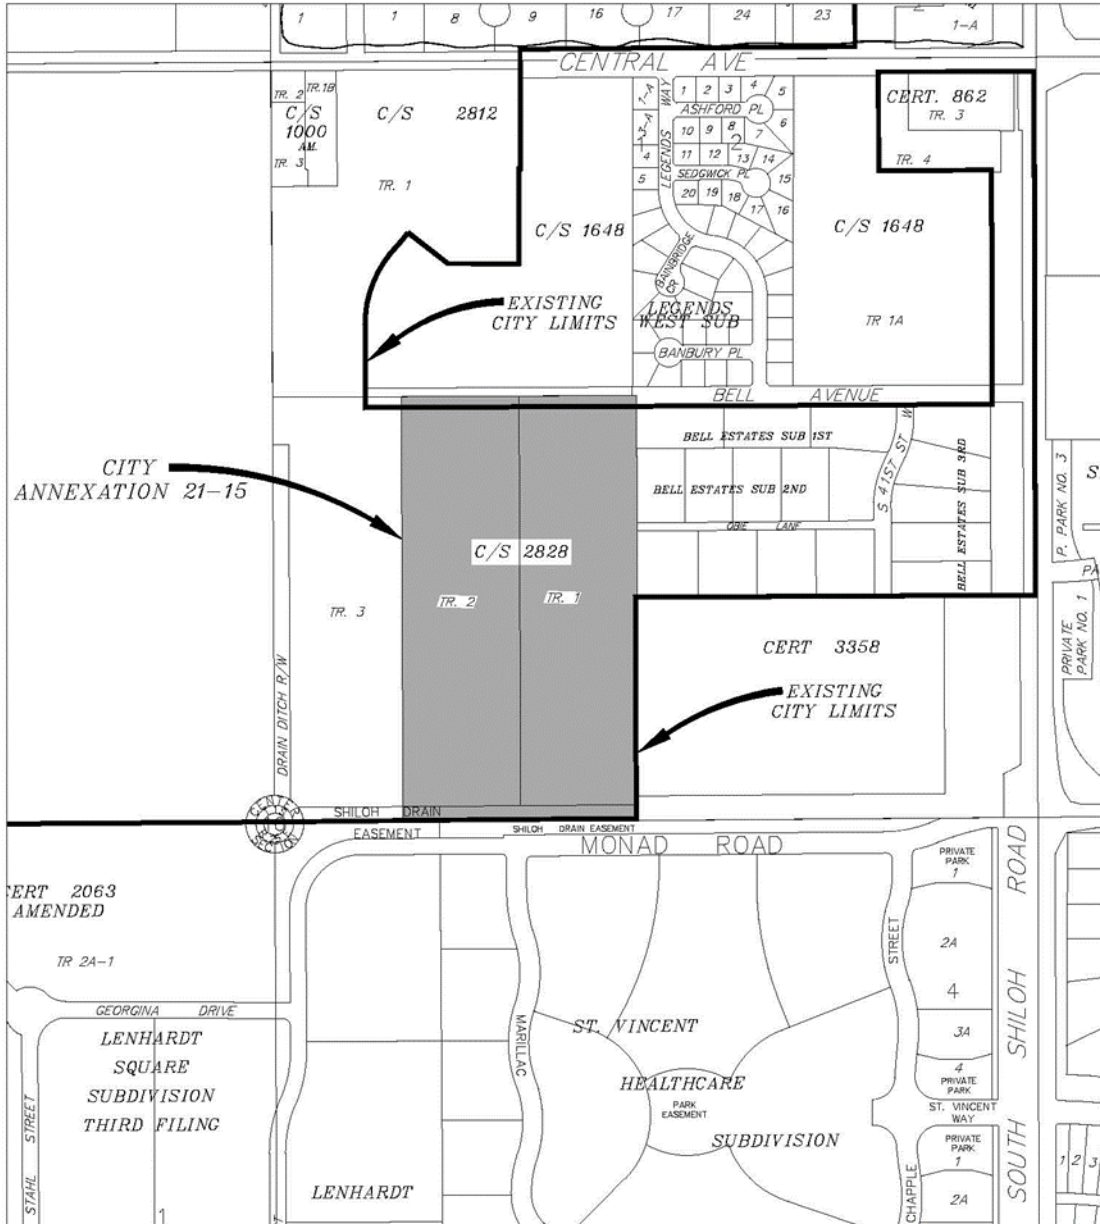 1
1
8
9
16
17
24
23
1-A
CENTRAL AVE
TR. 2
TR.1B
C/S
1000
AM.
TR. 3
C/S 2812
TR. 1
1-A
4
5
LEGENDS WAY
1 2 3 4 5
ASHFORD PL
10 9 8 7 6
2
11 12 13 14
SEDGWICK PL
15
20 19 18 17 16
CERT. 862
TR. 3
TR. 4
C/S 1648
C/S 1648
BAINBRIDGE
CR
EXISTING
CITY LIMITS
LEGENDS
WEST SUB
TR 1A
BANBURY PL
BELL AVENUE
BELL ESTATES SUB 1ST
S 41ST ST W
BELL ESTATES SUB 3RD
P. PARK NO. 3
S
CITY
ANNEXATION 21-15
BELL ESTATES SUB 2ND
OBIE LANE
C/S 2828
TR. 2
TR. 1
TR. 3
PA
PRIVATE
PARK NO. 1
CERT 3358
EXISTING
CITY LIMITS
DRAIN DITCH R/W
CENTER
SECTION
SHILOH DRAIN
EASEMENT
SHILOH DRAIN EASEMENT
MONAD ROAD
PRIVATE
PARK
1
CERT 2063
AMENDED
TR 2A-1
STREET
2A
4
3A
4
PRIVATE
PARK
SOUTH SHILOH ROAD
GEORGINA DRIVE
LENHARDT
SQUARE
SUBDIVISION
THIRD FILING
STAHL STREET
1
MARILLAC
ST. VINCENT
HEALTHCARE
PARK
EASEMENT
SUBDIVISION
ST. VINCENT
WAY
PRIVATE
PARK
1
2A
CHAPPLE
1 2 3
LENHARDT